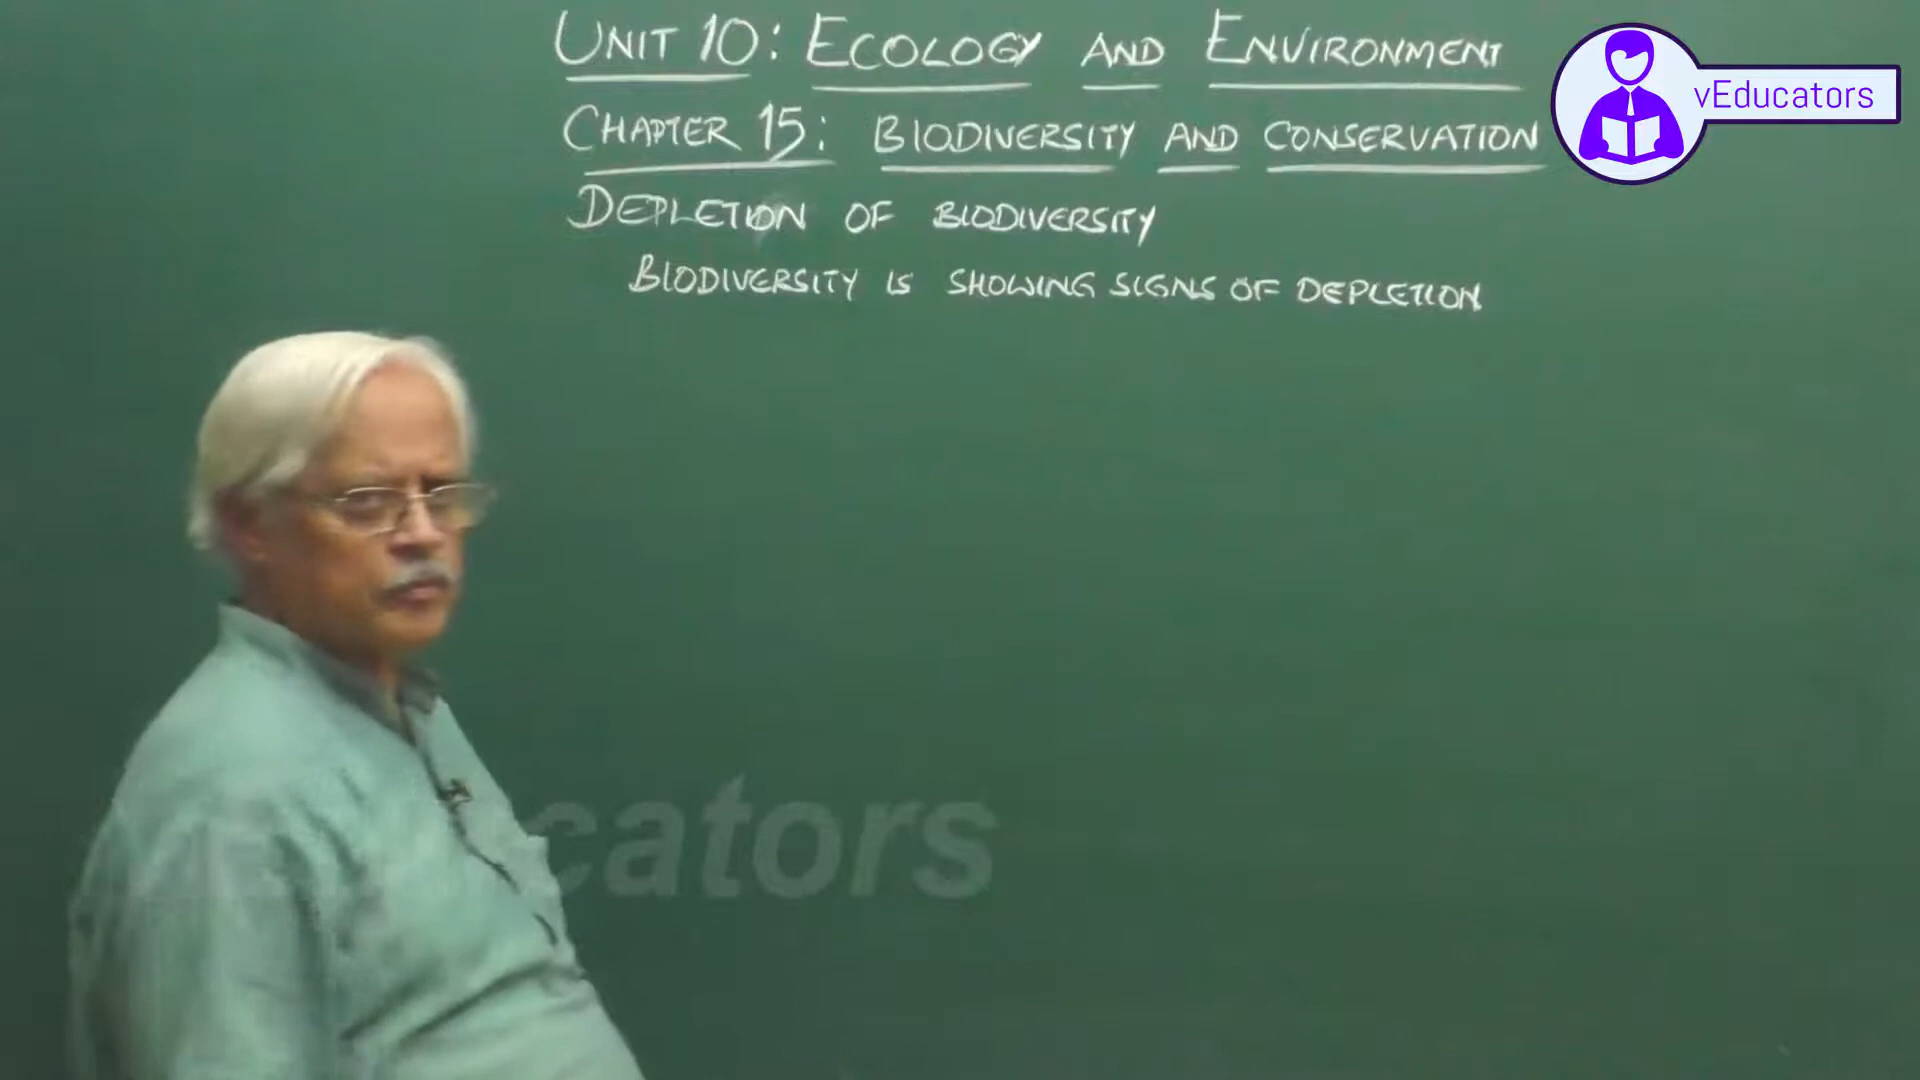 UNIT 10: ECOLOGY AND ENVIRONMENT
vEducators
CHAPTER 15: BIODIVERSITY AND CONSERVATION
DEPLETION OF BIODIVERSITY
BIODIVERSITY IS SHOWING SIGNS OF DEPLETION
cators